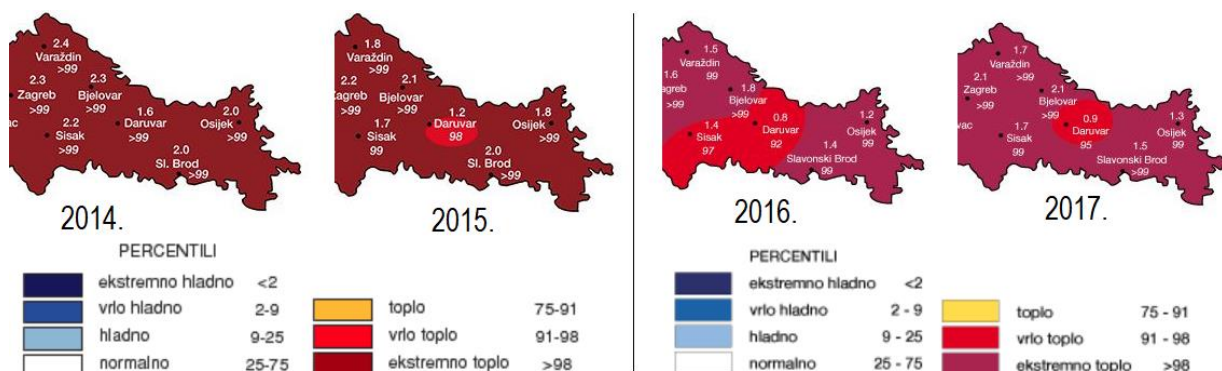 2.4
Varaždin
>99
2.3
Zagreb
>99
2.3
Bjelovar
>99
ac
2.2
Sisak
>99
1.6
Daruvar
>99
2.0
Osijek
>99
2.0
Sl. Brod
>99
2014.
1.8
Varaždin
>99
2.2
Zagreb
>99
2.1
Bjelovar
>99
1.7
Sisak
99
1.2
Daruvar
98
1.8
Osijek
>99
2.0
Sl. Brod
>99
2015.
1.5
Varaždin
99
1.6
agreb
>99
1.8
Bjelovar
>99
1.4
Sisak
97
0.8
Daruvar
92
1.2
Osijek
99
1.4
Slavonski Brod
99
2016.
1.7
Varaždin
>99
2.1
Zagreb
>99
2.1
Bjelovar
>99
vac
1.7
Sisak
99
0.9
Daruvar
95
1.3
Osijek
99
1.5
Slavonski Brod
>99
2017.
PERCENTILI
ekstremno hladno <2
vrlo hladno 2-9
hladno 9-25
normalno 25-75
toplo 75-91
vrlo toplo 91-98
ekstremno toplo >98
PERCENTILI
ekstremno hladno <2
vrlo hladno 2 - 9
hladno 9 - 25
normalno 25 - 75
toplo 75 - 91
vrlo toplo 91 - 98
ekstremno toplo >98